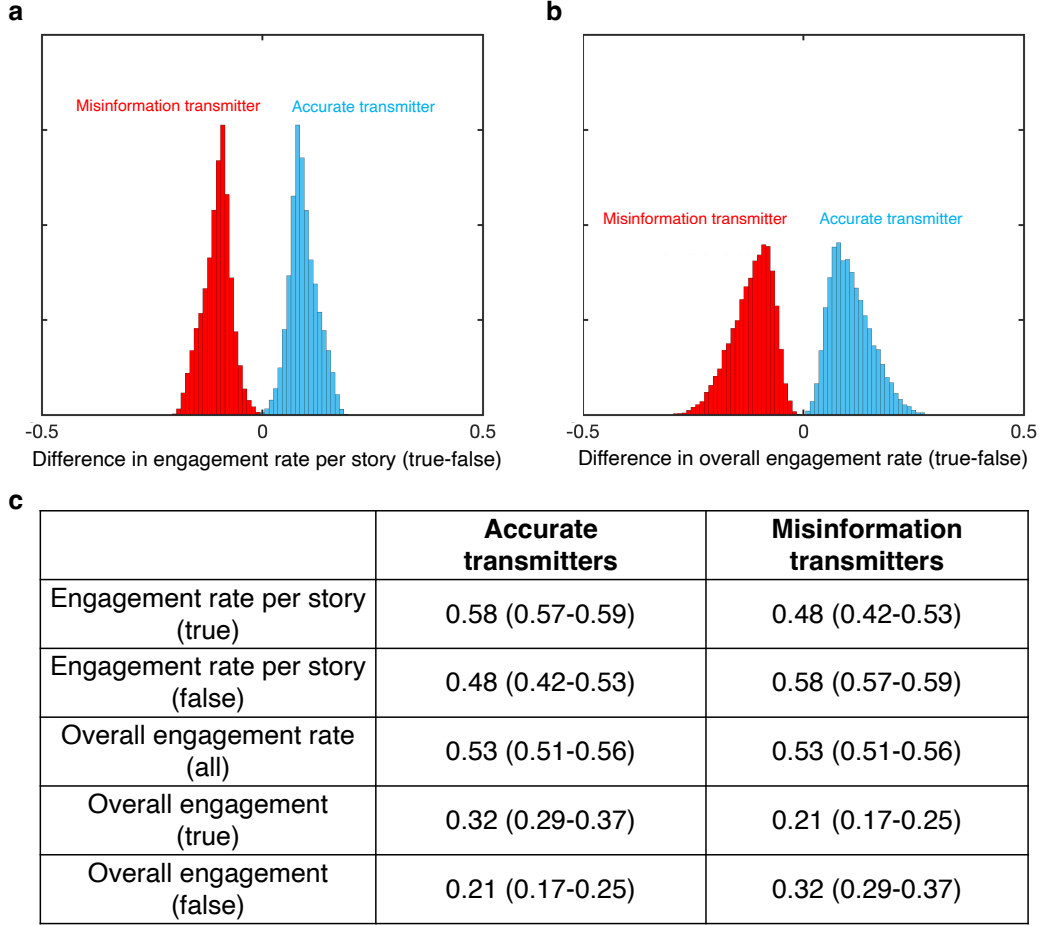 a
b
Misinformation transmitter
Accurate transmitter
Misinformation transmitter
Accurate transmitter
-0.5
0
0.5
-0.5
0
0.5
Difference in engagement rate per story (true-false)
Difference in overall engagement rate (true-false)
c
Accurate
transmitters
Misinformation
transmitters
Engagement rate per story
(true)
0.58 (0.57-0.59)
0.48 (0.42-0.53)
Engagement rate per story
(false)
0.48 (0.42-0.53)
0.58 (0.57-0.59)
Overall engagement rate
(all)
0.53 (0.51-0.56)
0.53 (0.51-0.56)
Overall engagement
(true)
0.32 (0.29-0.37)
0.21 (0.17-0.25)
Overall engagement
(false)
0.21 (0.17-0.25)
0.32 (0.29-0.37)